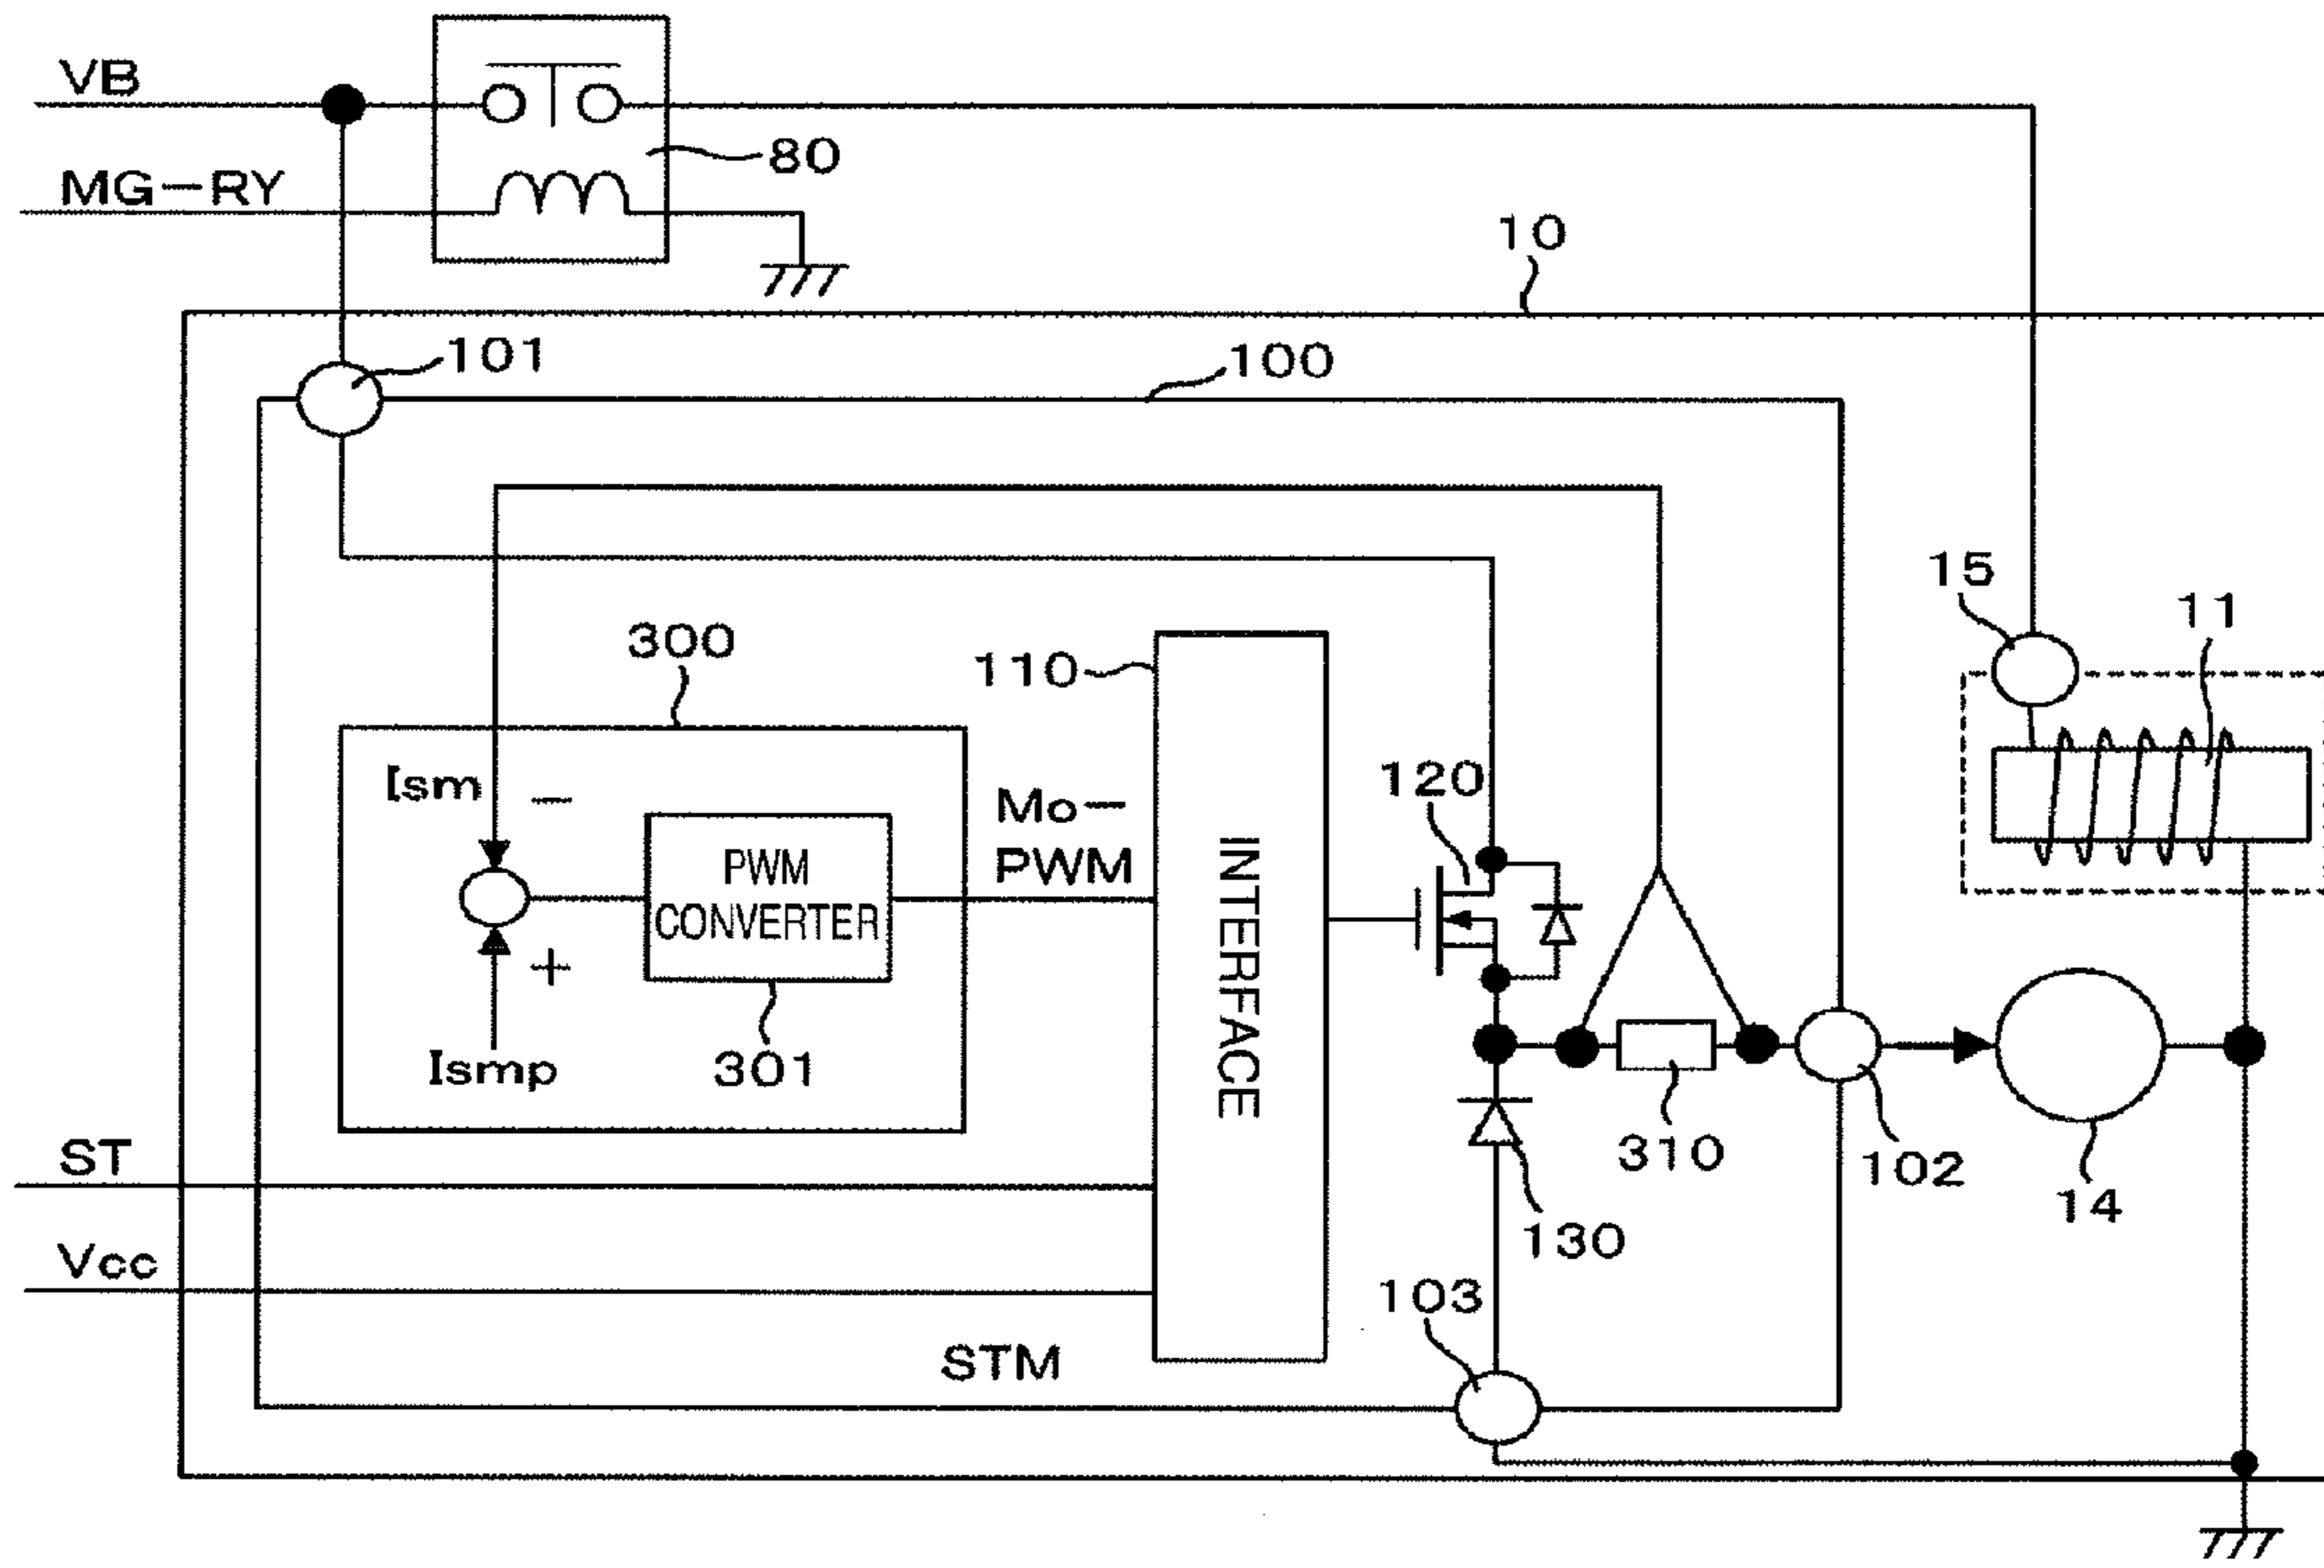 VB
80
MG-RY
10
101
100
15
11
300
110
Ism
−
120
Mo-
PWM
PWM
CONVERTER
INTERFACE
+
Ismp
301
310
102
14
ST
130
Vcc
103
STM